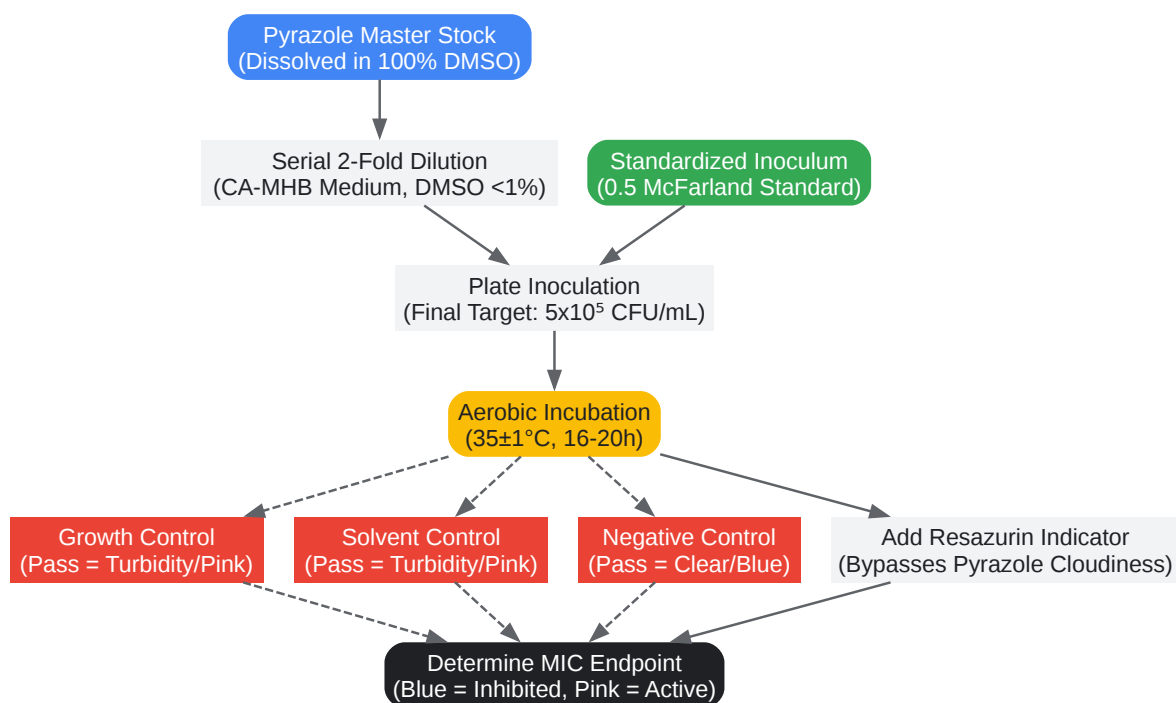 Pyrazole Master Stock
(Dissolved in 100% DMSO)
Serial 2-Fold Dilution
(CA-MHB Medium, DMSO <1%)
Standardized Inoculum
(0.5 McFarland Standard)
Plate Inoculation
(Final Target: 5x10⁵ CFU/mL)
Aerobic Incubation
(35±1°C, 16-20h)
Growth Control
(Pass = Turbidity/Pink)
Solvent Control
(Pass = Turbidity/Pink)
Negative Control
(Pass = Clear/Blue)
Add Resazurin Indicator
(Bypasses Pyrazole Cloudiness)
Determine MIC Endpoint
(Blue = Inhibited, Pink = Active)